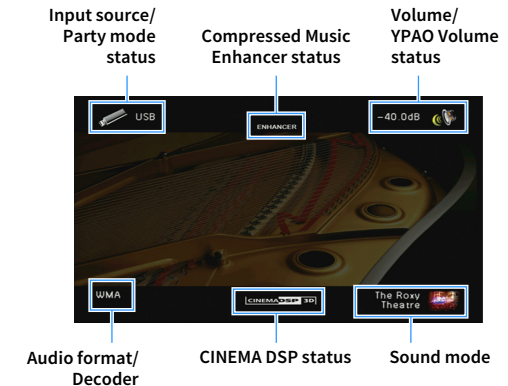 Input source/
Party mode
status
Compressed Music
Enhancer status
Volume/
YPAO Volume
status
USB
ENHANCER
-40.0dB
WMA
CINEMA DSP 3D
The Roxy
Theatre
Audio format/
Decoder
CINEMA DSP status
Sound mode